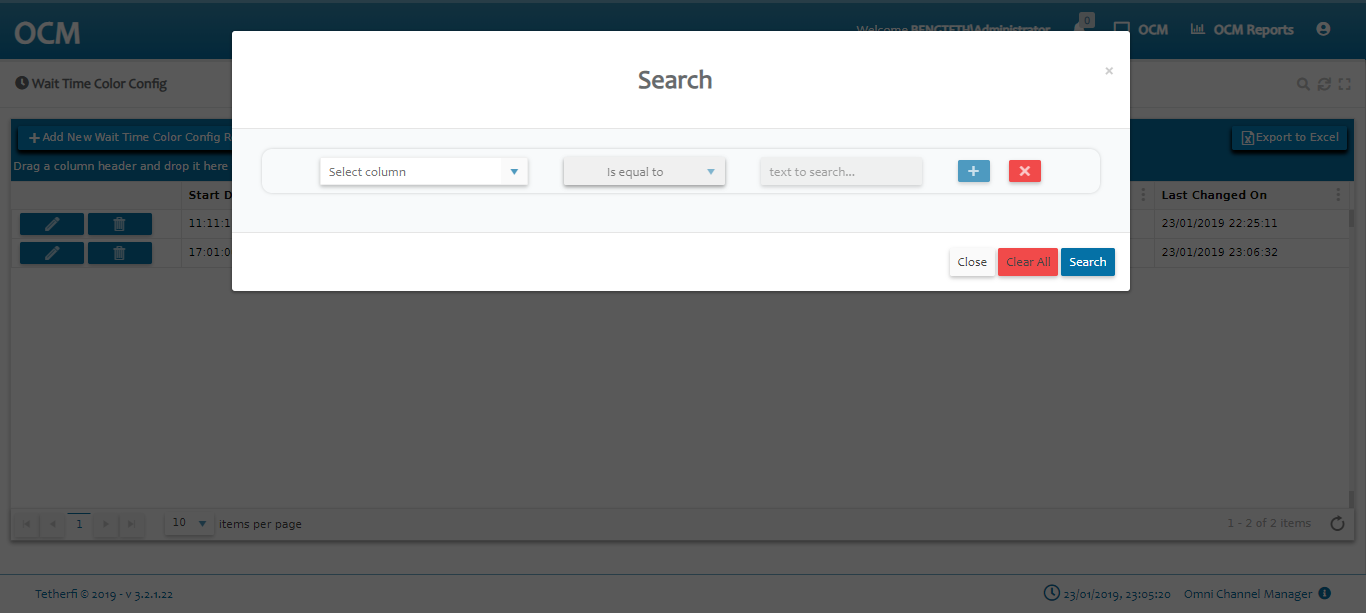 OCM
Welcome BENGTETH\Administrator
0
OCM
OCM Reports
Wait Time Color Config
Search
×
Add New Wait Time Color Config R
Export to Excel
Drag a column header and drop it here
Select column
Is equal to
text to search...
Start D
Last Changed On
11:11:1
23/01/2019 22:25:11
17:01:0
23/01/2019 23:06:32
Close
Clear All
Search
1
10
items per page
1 - 2 of 2 items
Tetherfi © 2019 - v 3.2.1.22
23/01/2019, 23:05:20
Omni Channel Manager